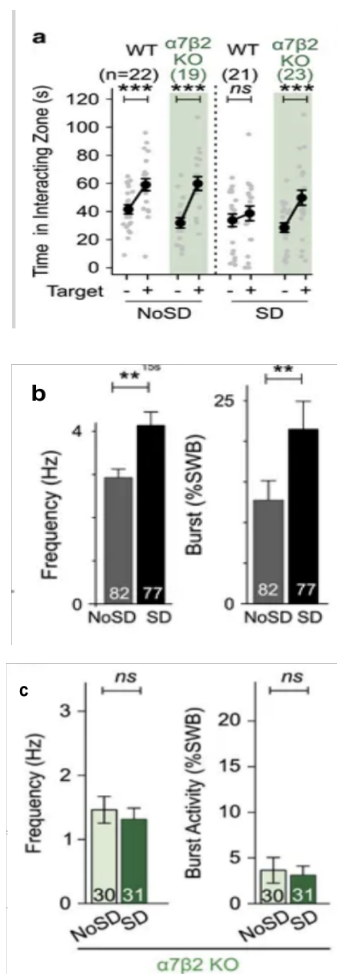 a
WT α7β2 KO WT α7β2 KO
(n=22) (19) (21) (23)
*** *** ns ***
Time in Interacting Zone (s)
120
100
80
60
40
20
0
Target - + - + - + - +
NoSD SD
b
** 15s **
Frequency (Hz)
4
0
82 77
NoSD SD
Burst (%SWB)
25
0
82 77
NoSD SD
c
ns ns
Frequency (Hz)
3
2
1
0
30 31
NoSD SD
Burst Activity (%SWB)
20
15
10
5
0
30 31
NoSD SD
α7β2 KO